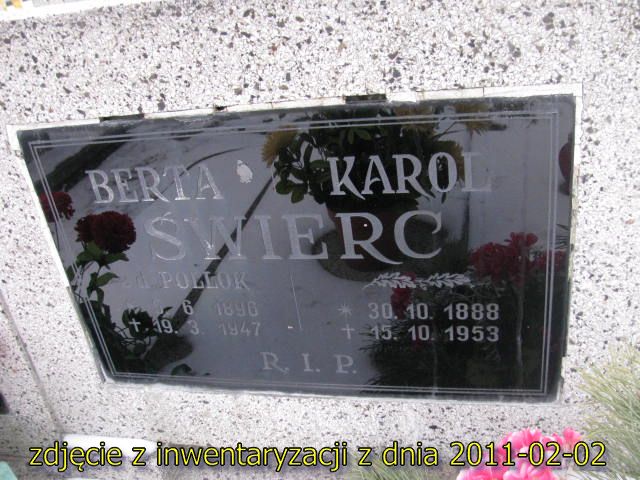 BERTA KAROL
ŚWIERC
POLLOK
6. 1896 * 30. 10. 1888
+ 19. 3. 1947 + 15. 10. 1953
R. I. P.
zdjęcie z inwentaryzacji z dnia 2011-02-02